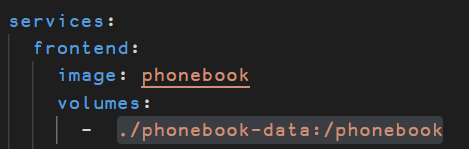 services:
  frontend:
    image: phonebook
    volumes:
      - ./phonebook-data:/phonebook